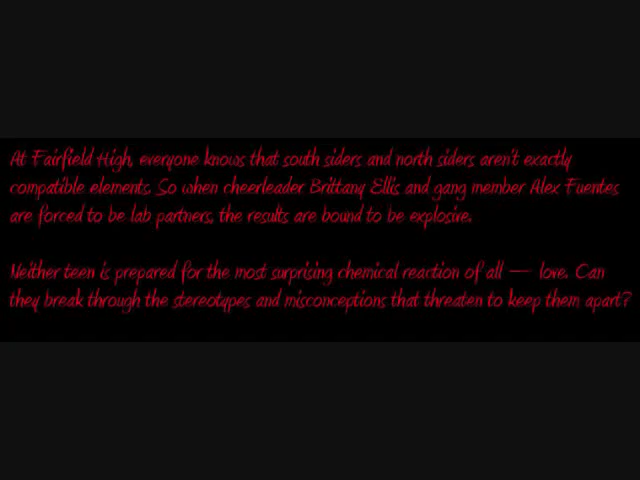 At Fairfield High, everyone knows that south siders and north siders aren't exactly
compatible elements. So when cheerleader Brittany Ellis and gang member Alex Fuentes
are forced to be lab partners, the results are bound to be explosive.
Neither teen is prepared for the most surprising chemical reaction of all — love. Can
they break through the stereotypes and misconceptions that threaten to keep them apart?